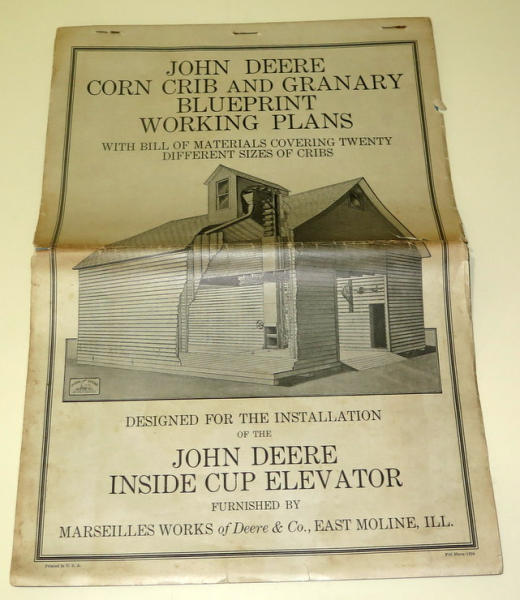 JOHN DEERE
CORN CRIB AND GRANARY
BLUEPRINT
WORKING PLANS
WITH BILL OF MATERIALS COVERING TWENTY
DIFFERENT SIZES OF CRIBS
DESIGNED FOR THE INSTALLATION
OF THE
JOHN DEERE
INSIDE CUP ELEVATOR
FURNISHED BY
MARSEILLES WORKS of Deere & Co., EAST MOLINE, ILL.
Printed in U. S. A.